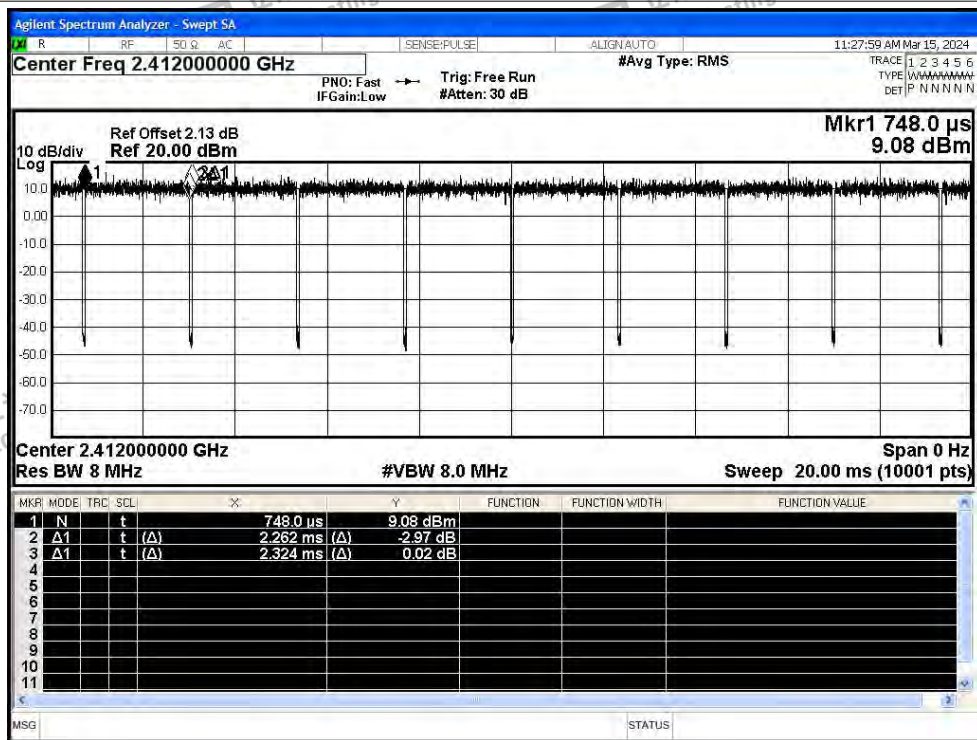 Agilent Spectrum Analyzer - Swept SA
R RF 50 Ω AC SENSE:PULSE ALIGN AUTO 11:27:59 AM Mar 15, 2024
Center Freq 2.412000000 GHz
PNO: Fast
IFGain:Low
Trig: Free Run
#Atten: 30 dB
#Avg Type: RMS
TRACE 1 2 3 4 5 6
TYPE
DET P N N N N N
Mkr1 748.0 µs
9.08 dBm
Ref Offset 2.13 dB
10 dB/div Ref 20.00 dBm
Log
1
10.0
0.00
-10.0
-20.0
-30.0
-40.0
-50.0
-60.0
-70.0
Center 2.412000000 GHz Span 0 Hz
Res BW 8 MHz #VBW 8.0 MHz Sweep 20.00 ms (10001 pts)
MKR MODE TRC SCL X Y FUNCTION FUNCTION WIDTH FUNCTION VALUE
1 N t 748.0 µs 9.08 dBm
2 Δ1 t (Δ) 2.262 ms (Δ) -2.97 dB
3 Δ1 t (Δ) 2.324 ms (Δ) 0.02 dB
4
5
6
7
8
9
10
11
MSG STATUS